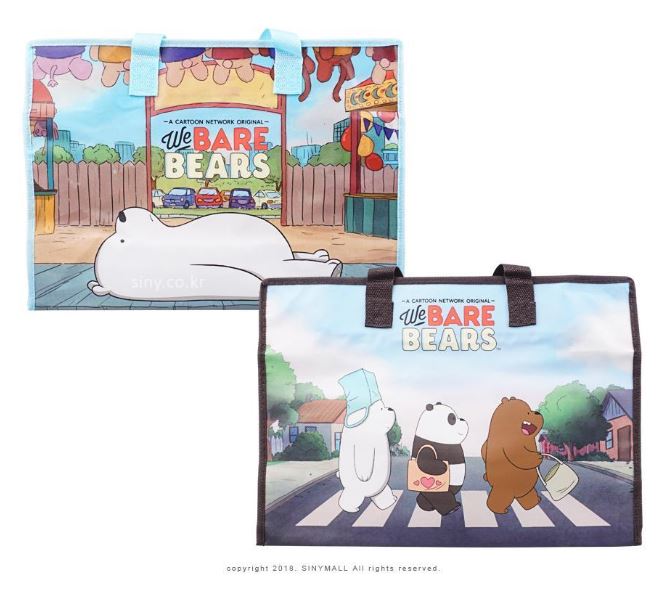 — A CARTOON NETWORK ORIGINAL —
We BARE
BEARS
siny.co.kr
— A CARTOON NETWORK ORIGINAL —
We BARE
BEARS™
copyright 2018. SINYMALL All rights reserved.